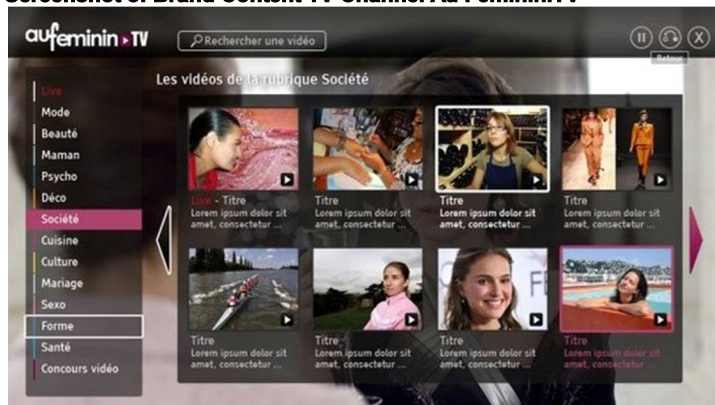 Screenshot of Brand Content TV Channel Au FemininTV
aufeminin TV
Rechercher une vidéo
Retour
Les vidéos de la rubrique Société
Live
Mode
Beauté
Maman
Psycho
Déco
Société
Cuisine
Culture
Mariage
Sexo
Forme
Santé
Concours vidéo
Live - Titre
Lorem ipsum dolor sit
amet, consectetur ...
Titre
Lorem ipsum dolor sit
amet, consectetur ...
Titre
Lorem ipsum dolor sit
amet, consectetur ...
Titre
Lorem ipsum dolor sit
amet, consectetur ...
Titre
Lorem ipsum dolor sit
amet, consectetur ...
Titre
Lorem ipsum dolor sit
amet, consectetur ...
Titre
Lorem ipsum dolor sit
amet, consectetur ...
Titre
Lorem ipsum dolor sit
amet, consectetur ...